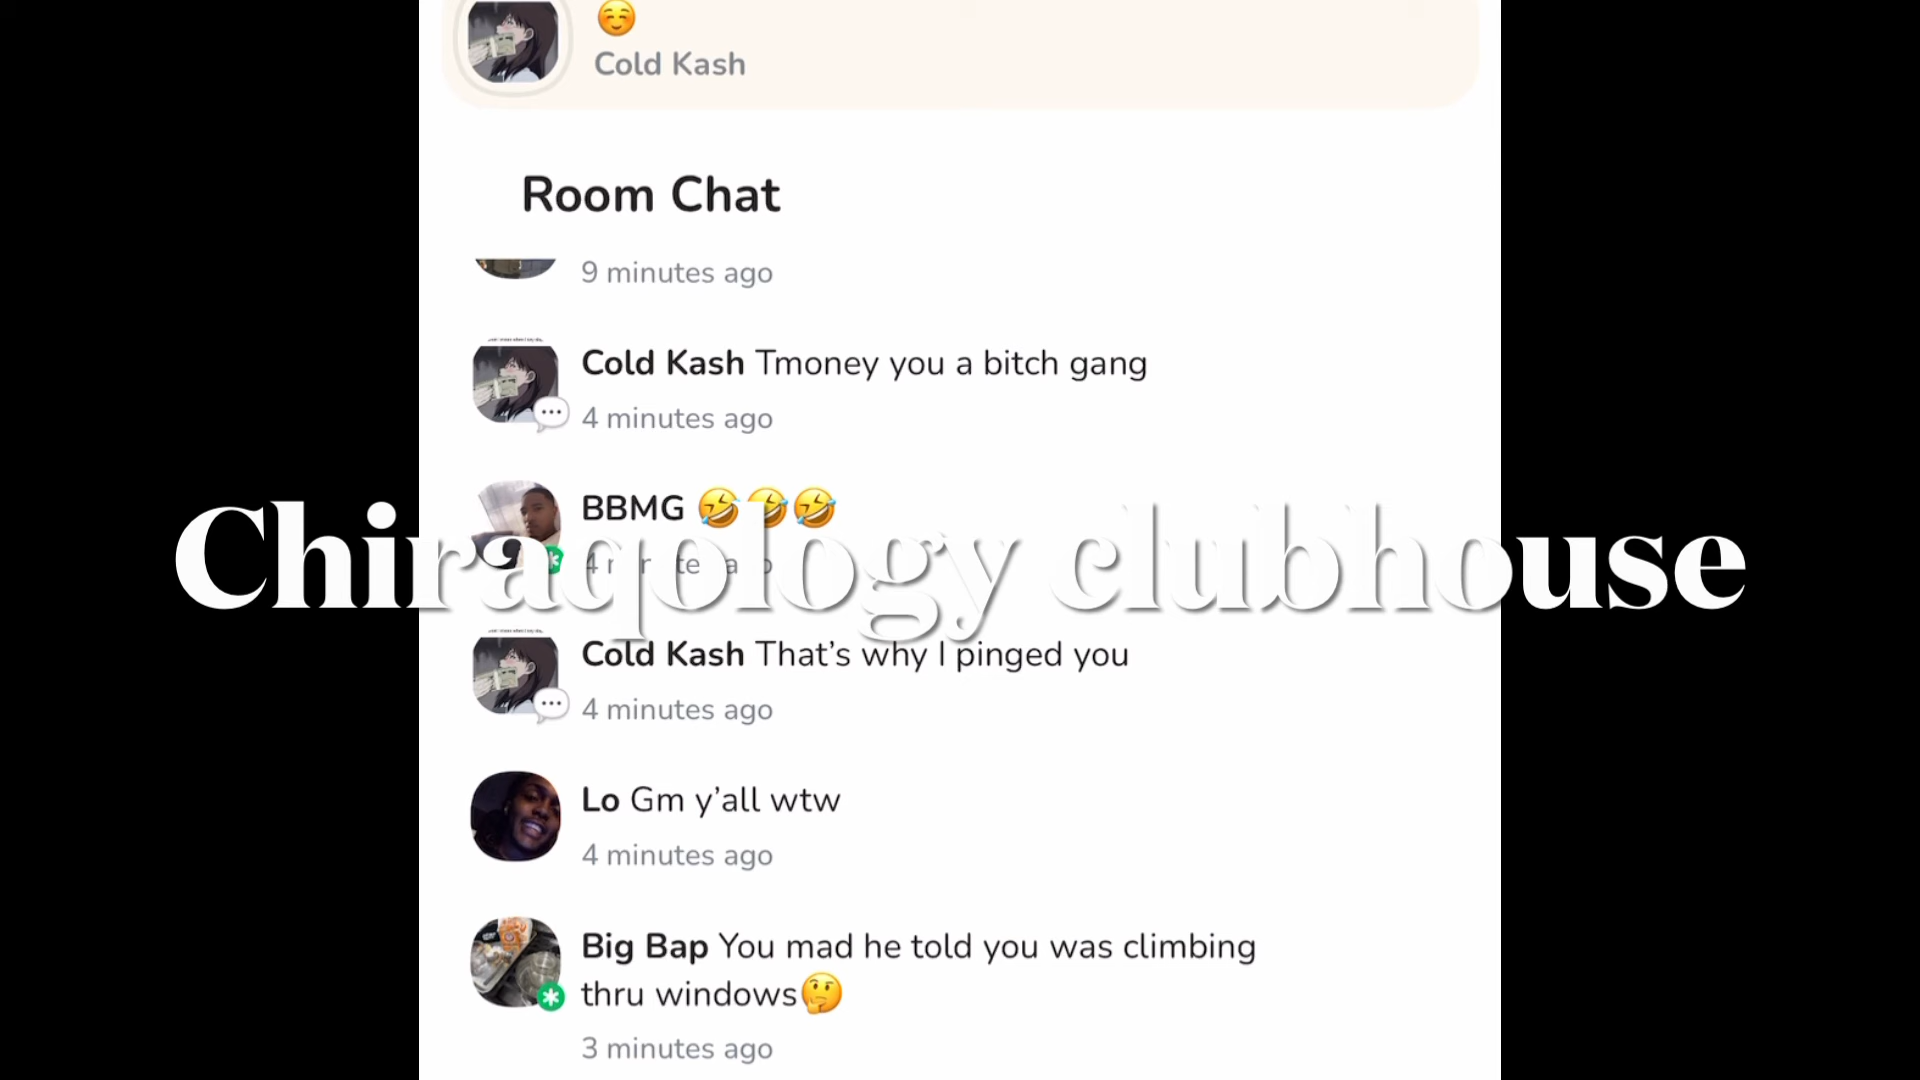 ☺️
Cold Kash
Room Chat
9 minutes ago
Cold Kash Tmoney you a bitch gang
4 minutes ago
BBMG 🤣🤣🤣
Chiraqology clubhouse
Cold Kash That’s why I pinged you
4 minutes ago
Lo Gm y’all wtw
4 minutes ago
Big Bap You mad he told you was climbing
thru windows🤔
3 minutes ago